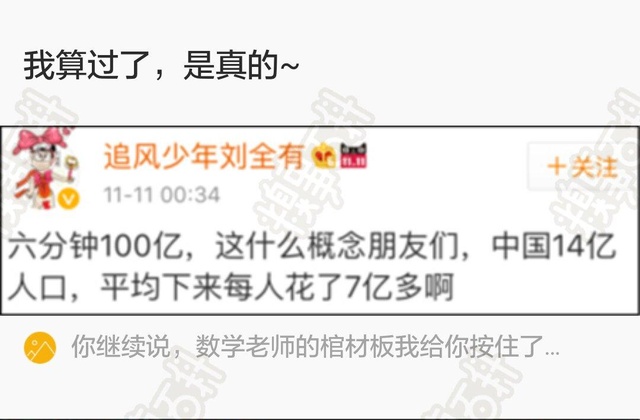 我算过了，是真的~
追风少年刘全有
11.11
＋关注
11-11 00:34
六分钟100亿，这什么概念朋友们，中国14亿
人口，平均下来每人花了7亿多啊
你继续说，数学老师的棺材板我给你按住了...